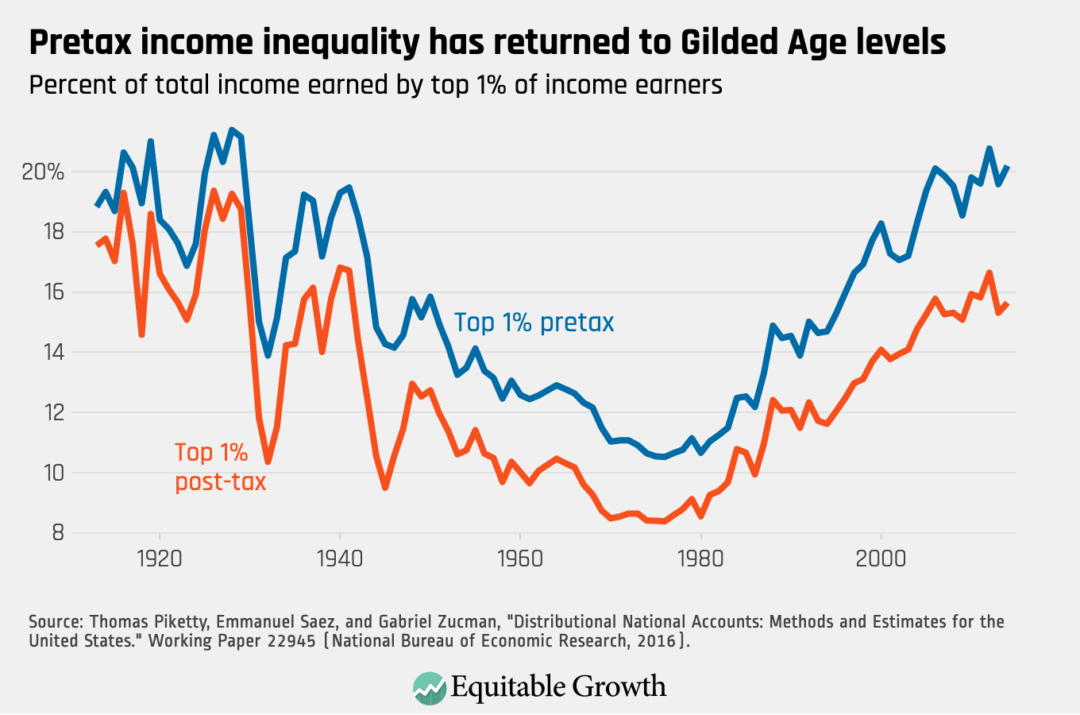 Pretax income inequality has returned to Gilded Age levels
Percent of total income earned by top 1% of income earners
20%
18
16
14
12
10
8
Top 1% pretax
Top 1%
post-tax
1920
1940
1960
1980
2000
Source: Thomas Piketty, Emmanuel Saez, and Gabriel Zucman, "Distributional National Accounts: Methods and Estimates for the
United States." Working Paper 22945 (National Bureau of Economic Research, 2016).
Equitable Growth